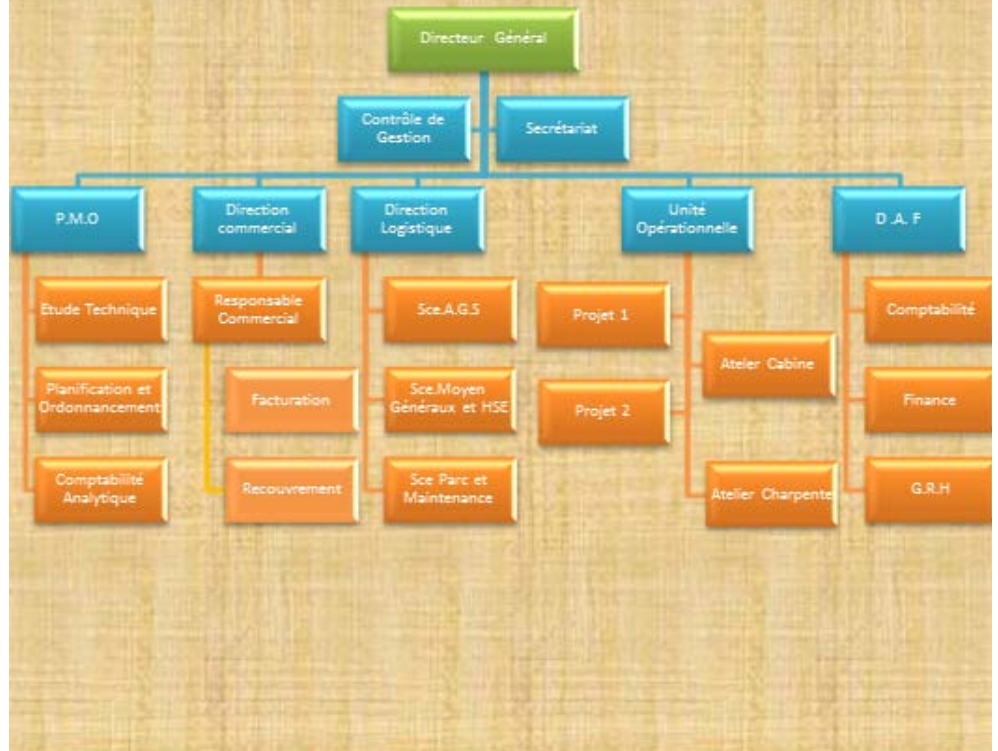 Directeur Général
Contrôle de
Gestion
Secrétariat
P.M.O
Direction
commercial
Direction
Logistique
Unité
Opérationnelle
D .A. F
Etude Technique
Responsable
Commercial
Sce.A.G.S
Projet 1
Comptabilité
Ateler Cabine
Planification et
Ordonnancement
Facturation
Sce.Moyen
Généraux et HSE
Projet 2
Finance
Comptabilité
Analytique
Recouvrement
Sce Parc et
Maintenance
Atelier Charpente
G.R.H